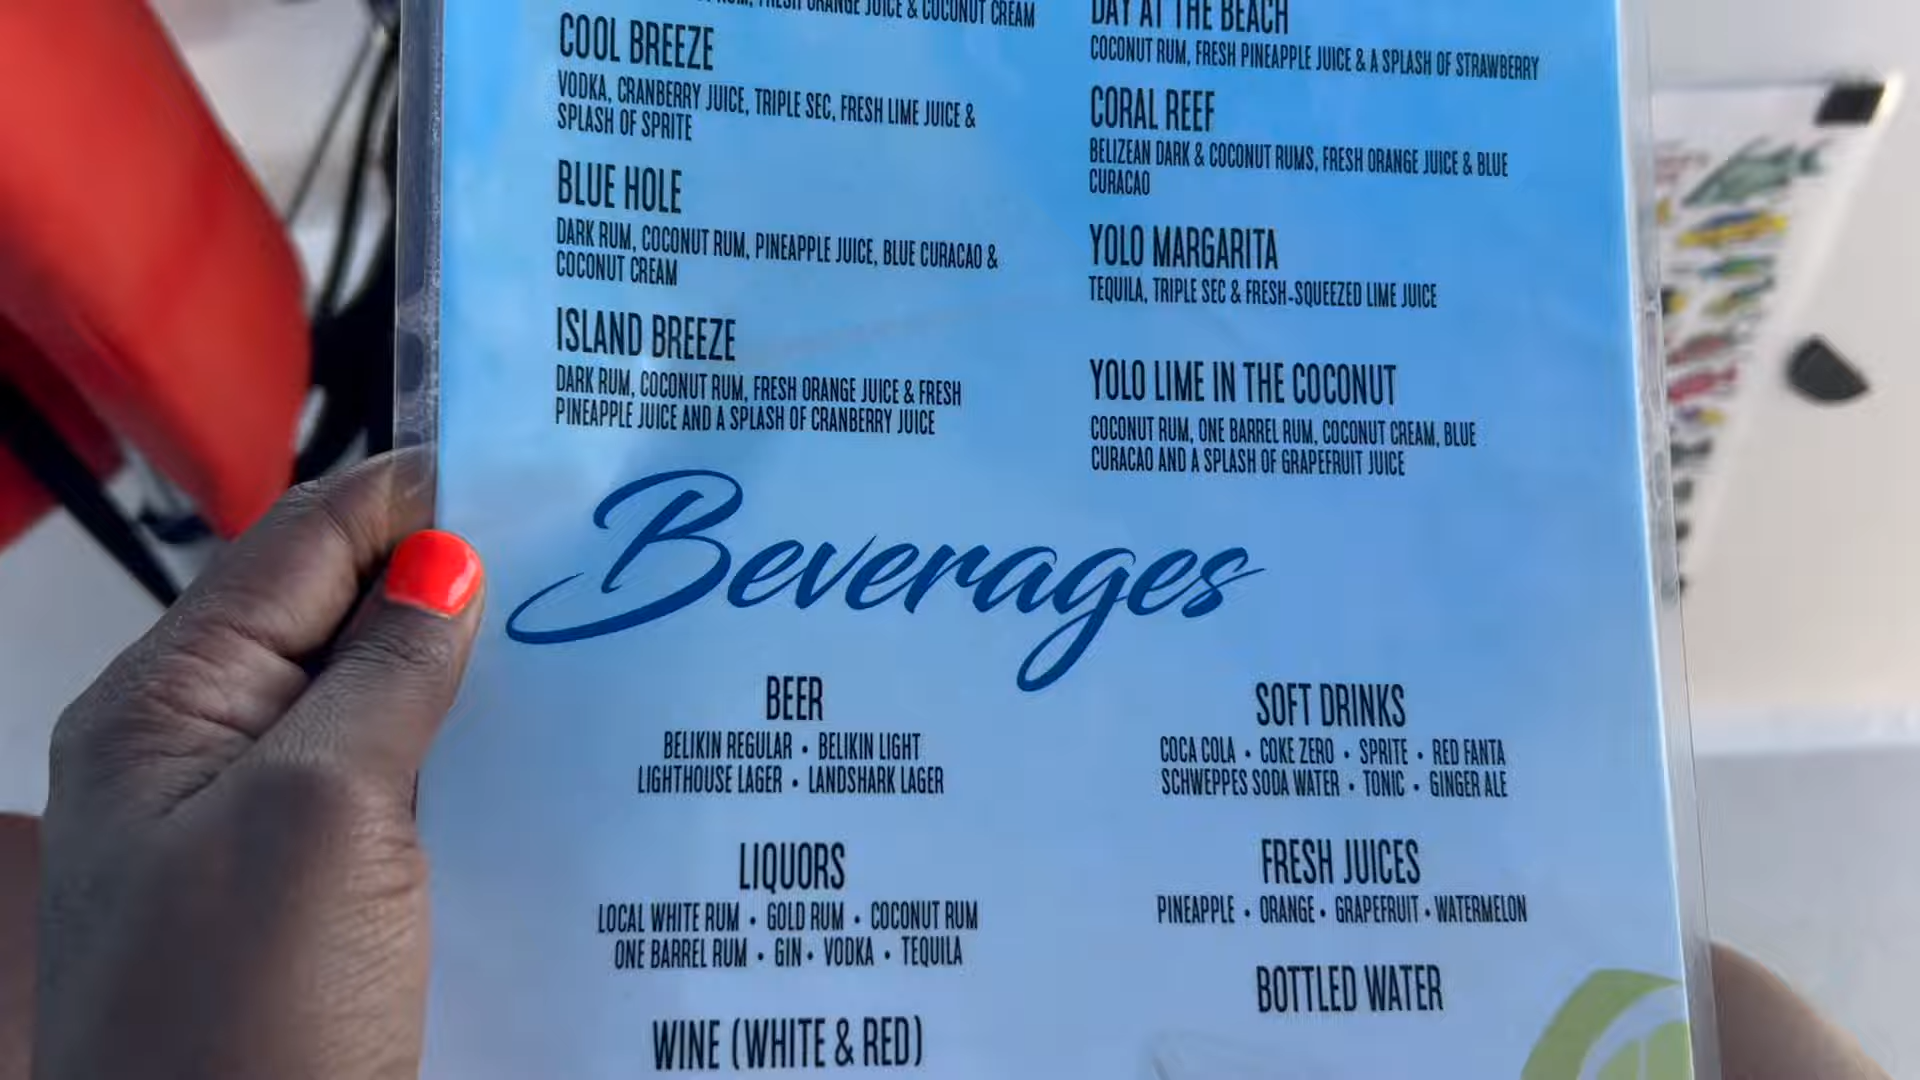 RUM, FRESH ORANGE JUICE & COCONUT CREAM
COOL BREEZE
VODKA, CRANBERRY JUICE, TRIPLE SEC, FRESH LIME JUICE &
SPLASH OF SPRITE
BLUE HOLE
DARK RUM, COCONUT RUM, PINEAPPLE JUICE, BLUE CURACAO &
COCONUT CREAM
ISLAND BREEZE
DARK RUM, COCONUT RUM, FRESH ORANGE JUICE & FRESH
PINEAPPLE JUICE AND A SPLASH OF CRANBERRY JUICE
DAY AT THE BEACH
COCONUT RUM, FRESH PINEAPPLE JUICE & A SPLASH OF STRAWBERRY
CORAL REEF
BELIZEAN DARK & COCONUT RUMS, FRESH ORANGE JUICE & BLUE
CURACAO
YOLO MARGARITA
TEQUILA, TRIPLE SEC & FRESH-SQUEEZED LIME JUICE
YOLO LIME IN THE COCONUT
COCONUT RUM, ONE BARREL RUM, COCONUT CREAM, BLUE
CURACAO AND A SPLASH OF GRAPEFRUIT JUICE
Beverages
BEER
BELIKIN REGULAR • BELIKIN LIGHT
LIGHTHOUSE LAGER • LANDSHARK LAGER
LIQUORS
LOCAL WHITE RUM • GOLD RUM • COCONUT RUM
ONE BARREL RUM • GIN • VODKA • TEQUILA
WINE (WHITE & RED)
SOFT DRINKS
COCA COLA • COKE ZERO • SPRITE • RED FANTA
SCHWEPPES SODA WATER • TONIC • GINGER ALE
FRESH JUICES
PINEAPPLE • ORANGE • GRAPEFRUIT • WATERMELON
BOTTLED WATER